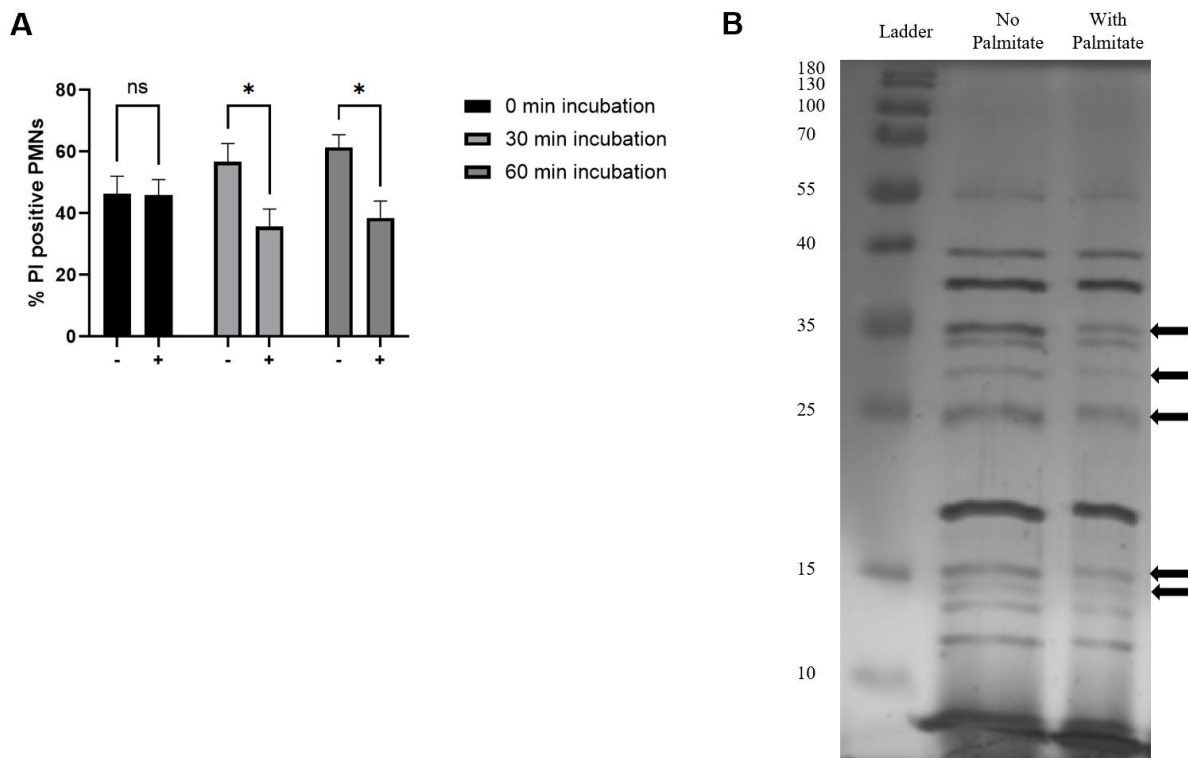 A
80
60
40
20
0
% PI positive PMNs
ns
*
*
- + - + - +
0 min incubation
30 min incubation
60 min incubation
B
Ladder
No
Palmitate
With
Palmitate
180
130
100
70
55
40
35
25
15
10